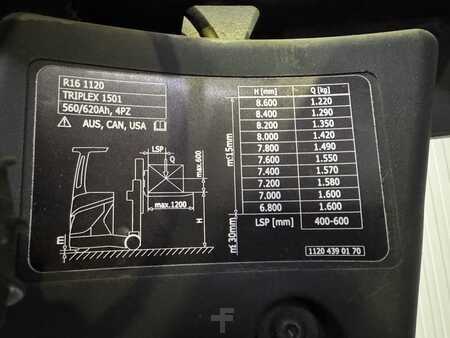 R16 1120
TRIPLEX 1501
560/620Ah, 4PZ
AUS, CAN, USA
LSP
Q
max.600
max.1200
H
m
m:15mm
m:30mm
H [mm] Q [kg]
8.600 1.220
8.400 1.290
8.200 1.350
8.000 1.420
7.800 1.490
7.600 1.550
7.400 1.570
7.200 1.580
7.000 1.600
6.800 1.600
LSP [mm] 400-600
1120 439 01 70